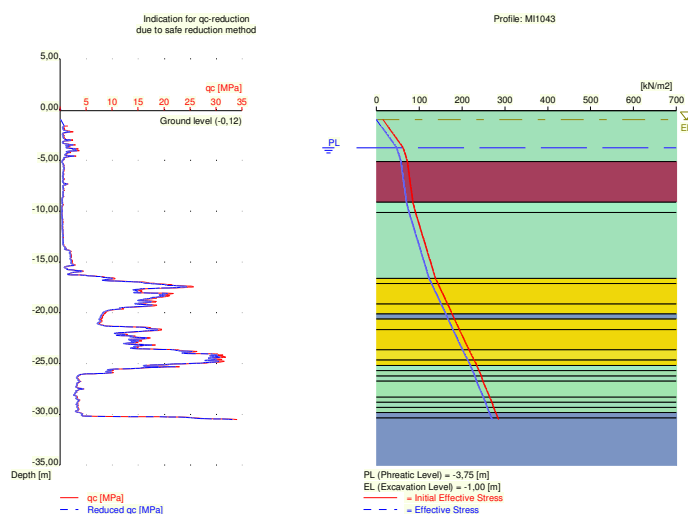 Indication for qc-reduction
due to safe reduction method
5,00
qc [MPa]
0,00 5 10 15 20 25 30 35
Ground level (-0,12)
-5,00
-10,00
-15,00
-20,00
-25,00
-30,00
-35,00
Depth [m]
qc [MPa]
Reduced qc [MPa]
Profile: MI1043
[kN/m2]
0 100 200 300 400 500 600 700
PL
PL (Phreatic Level) = -3,75 [m]
EL (Excavation Level) = -1,00 [m]
= Initial Effective Stress
= Effective Stress